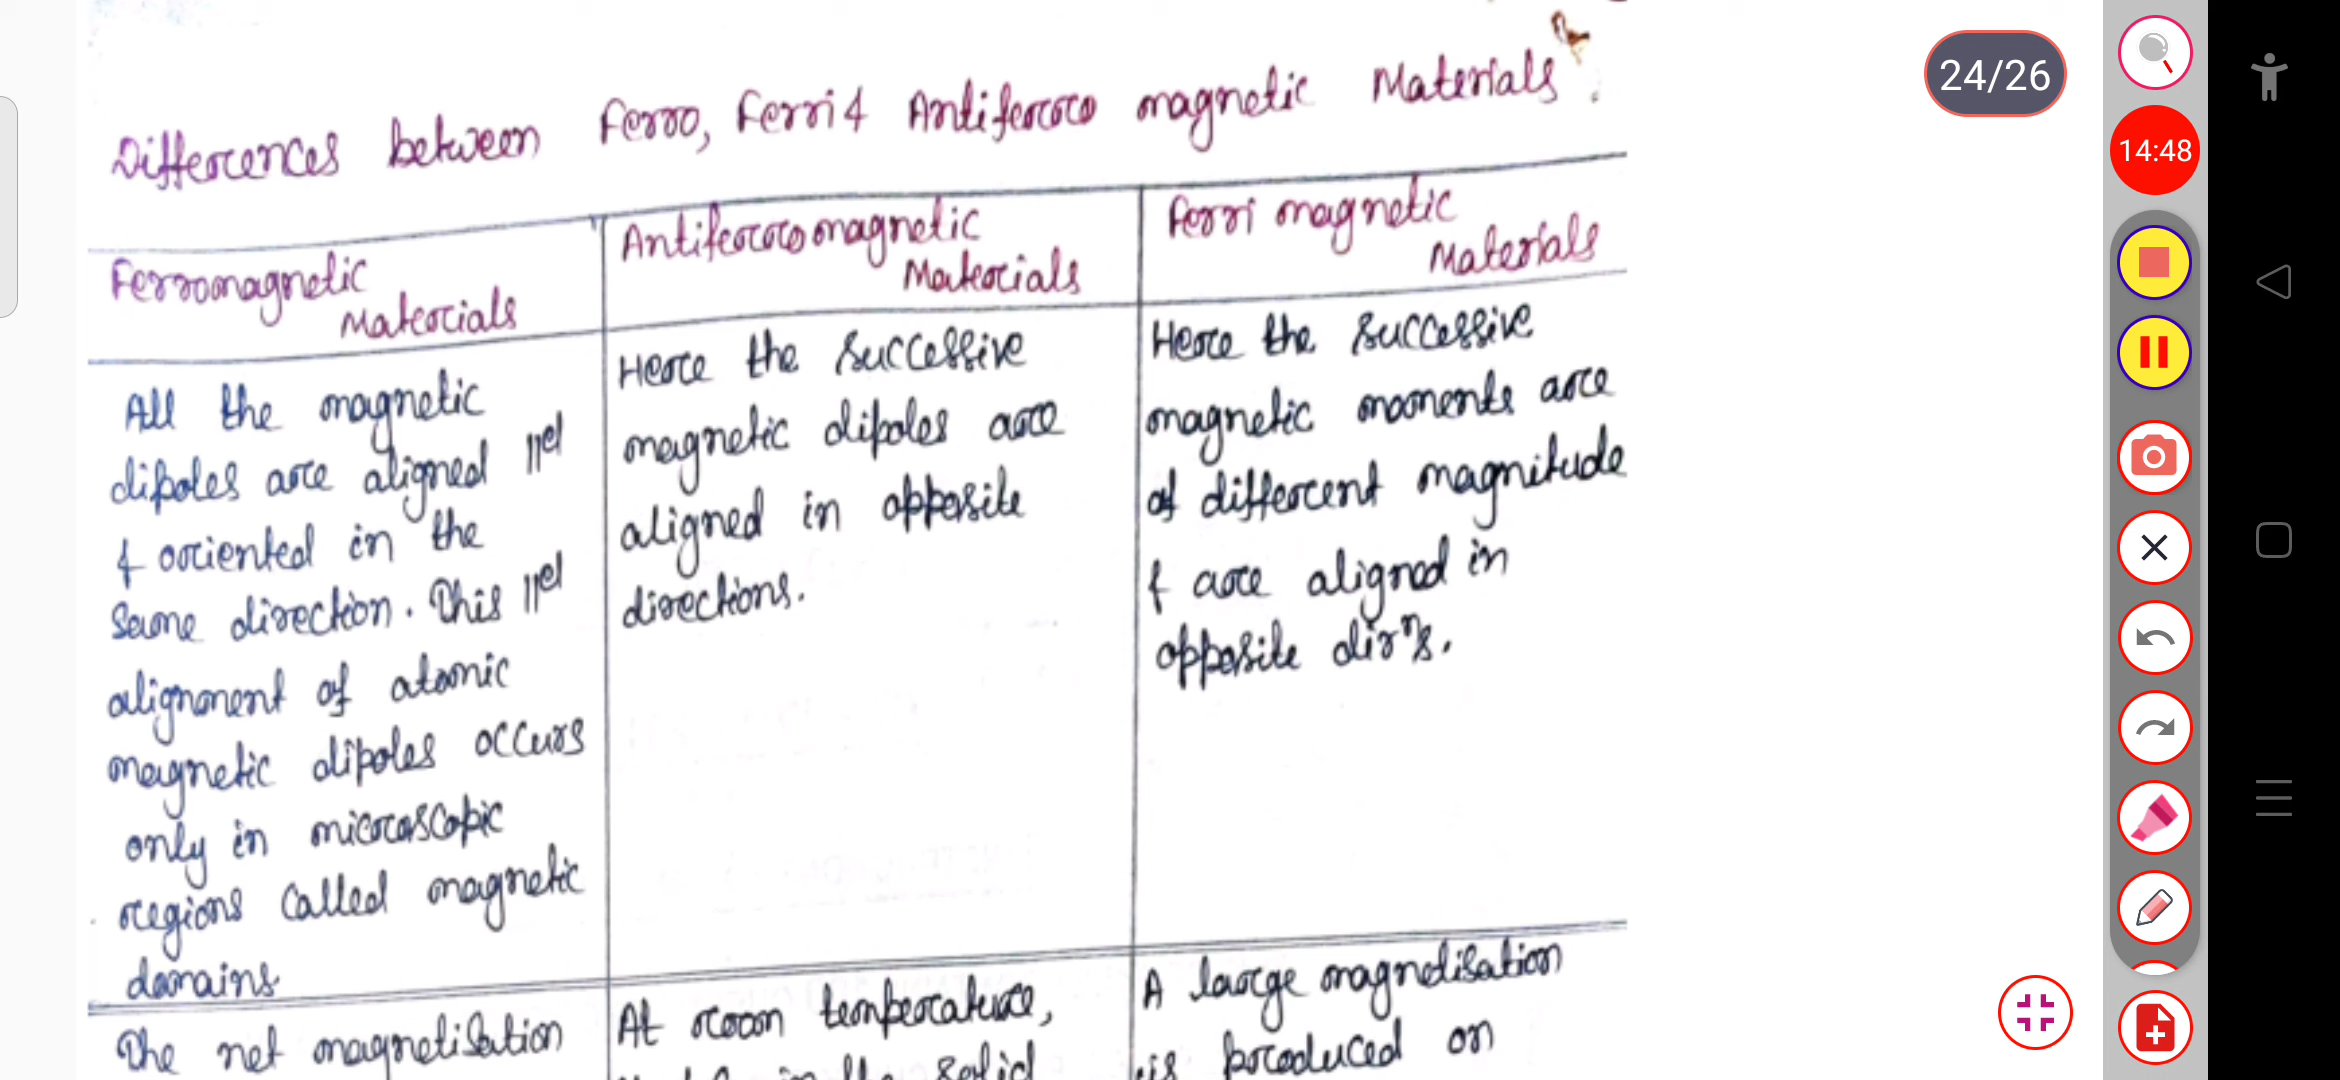 Differences between Ferro, Ferri & Antiferro magnetic Materials.
Ferromagnetic Materials
Antiferromagnetic Materials
Ferri magnetic Materials
All the magnetic
dipoles are aligned ||el
& oriented in the
same direction. This ||el
alignment of atomic
magnetic dipoles occurs
only in microscopic
regions called magnetic
domains.
Here the successive
magnetic dipoles are
aligned in opposite
directions.
Here the successive
magnetic moments are
of different magnitude
& are aligned in
opposite dirⁿs.
The net magnetisation
At room temperature,
in the solid
A large magnetisation
is produced on
24/26
14:48